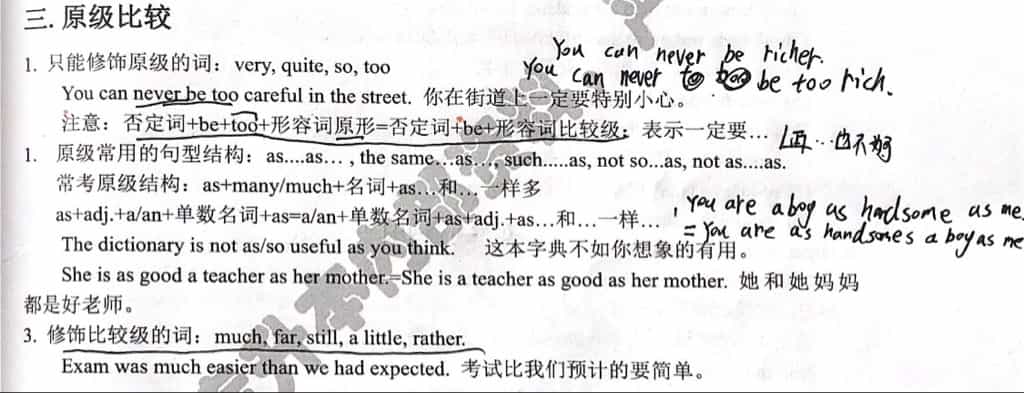 三. 原级比较
1. 只能修饰原级的词：very, quite, so, too
You can never be richer.
You can never be too rich.
You can never be too careful in the street. 你在街道上一定要特别小心。
注意：否定词+be+too+形容词原形=否定词+be+形容词比较级：表示一定要…
再…也不好
1. 原级常用的句型结构：as....as…, the same…as…, such.....as, not so...as, not as....as.
常考原级结构：as+many/much+名词+as…和…一样多
as+adj.+a/an+单数名词+as=a/an+单数名词+as+adj.+as…和…一样…
You are a boy as hadsome as me.
= You are as handsomes a boy as me
The dictionary is not as/so useful as you think. 这本字典不如你想象的有用。
She is as good a teacher as her mother.=She is a teacher as good as her mother. 她和她妈妈
都是好老师。
3. 修饰比较级的词：much, far, still, a little, rather.
Exam was much easier than we had expected. 考试比我们预计的要简单。